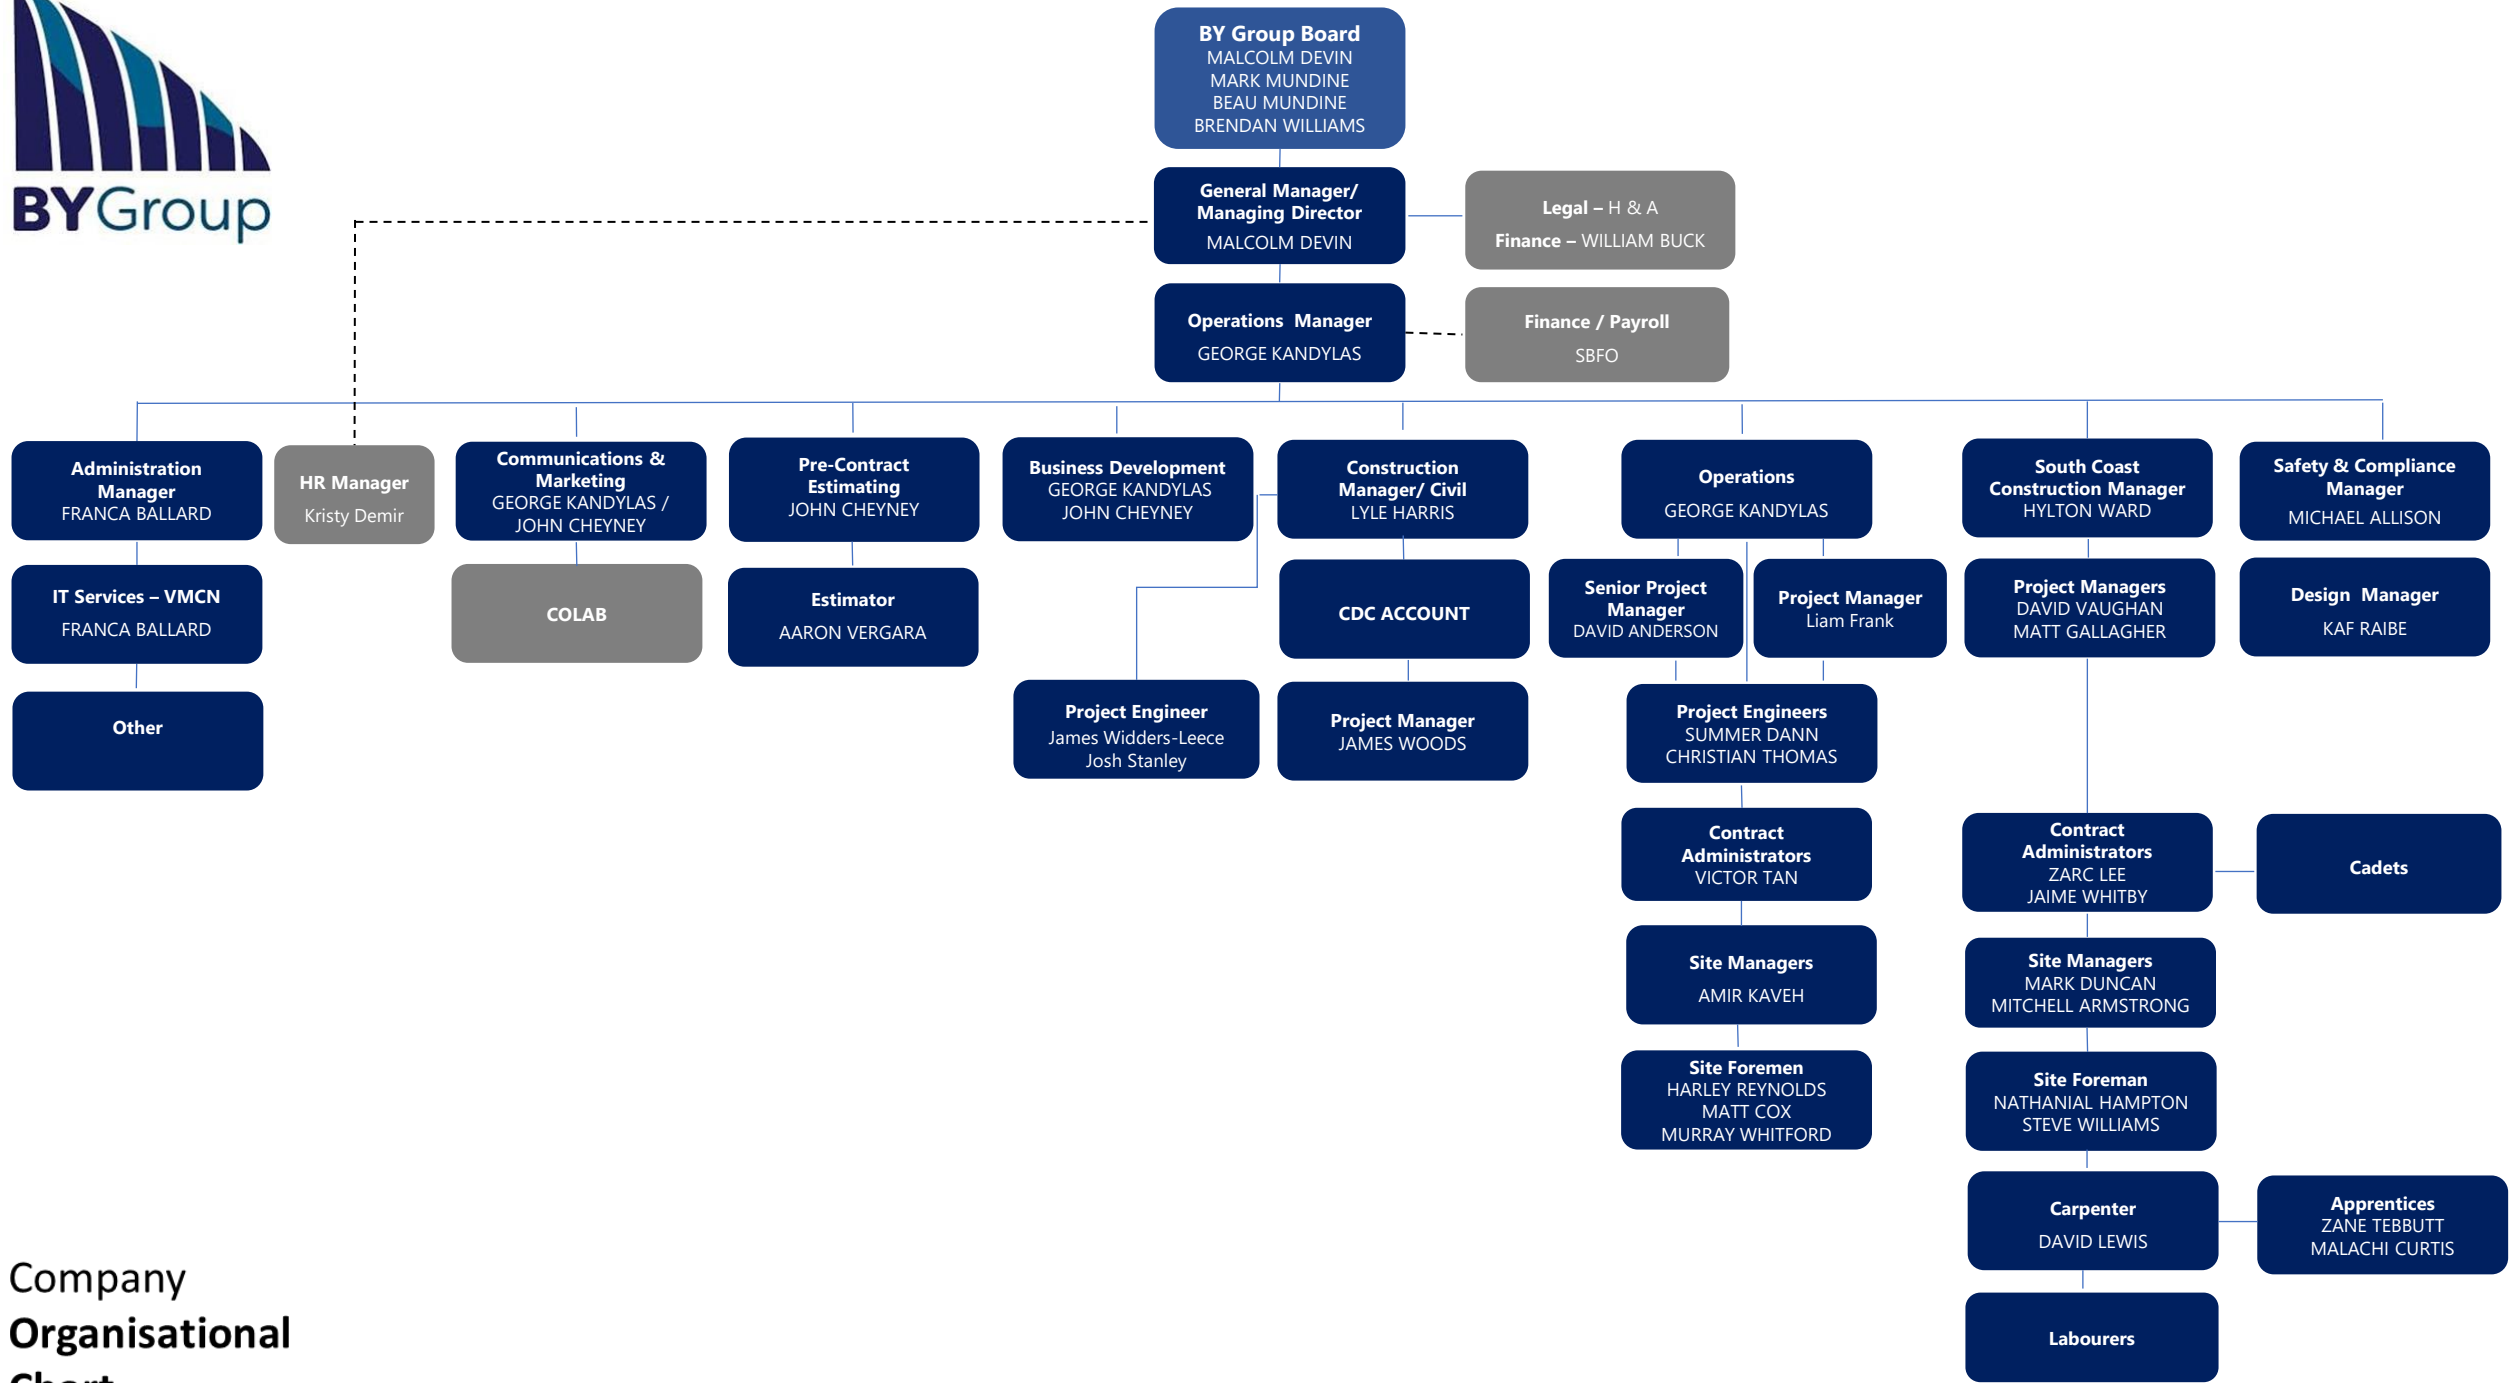 BYGroup
BY Group Board
MALCOLM DEVIN
MARK MUNDINE
BEAU MUNDINE
BRENDAN WILLIAMS
General Manager/
Managing Director
MALCOLM DEVIN
Legal – H & A
Finance – WILLIAM BUCK
Operations Manager
GEORGE KANDYLAS
Finance / Payroll
SBFO
Administration
Manager
FRANCA BALLARD
HR Manager
Kristy Demir
Communications &
Marketing
GEORGE KANDYLAS /
JOHN CHEYNEY
Pre-Contract
Estimating
JOHN CHEYNEY
Business Development
GEORGE KANDYLAS
JOHN CHEYNEY
Construction
Manager/ Civil
LYLE HARRIS
Operations
GEORGE KANDYLAS
South Coast
Construction Manager
HYLTON WARD
Safety & Compliance
Manager
MICHAEL ALLISON
IT Services – VMCN
FRANCA BALLARD
COLAB
Estimator
AARON VERGARA
CDC ACCOUNT
Senior Project
Manager
DAVID ANDERSON
Project Manager
Liam Frank
Project Managers
DAVID VAUGHAN
MATT GALLAGHER
Design Manager
KAF RAIBE
Other
Project Engineer
James Widders-Leece
Josh Stanley
Project Manager
JAMES WOODS
Project Engineers
SUMMER DANN
CHRISTIAN THOMAS
Contract
Administrators
VICTOR TAN
Contract
Administrators
ZARC LEE
JAIME WHITBY
Cadets
Site Managers
AMIR KAVEH
Site Managers
MARK DUNCAN
MITCHELL ARMSTRONG
Site Foremen
HARLEY REYNOLDS
MATT COX
MURRAY WHITFORD
Site Foreman
NATHANIAL HAMPTON
STEVE WILLIAMS
Carpenter
DAVID LEWIS
Apprentices
ZANE TEBBUTT
MALACHI CURTIS
Labourers
Company
Organisational
Chart